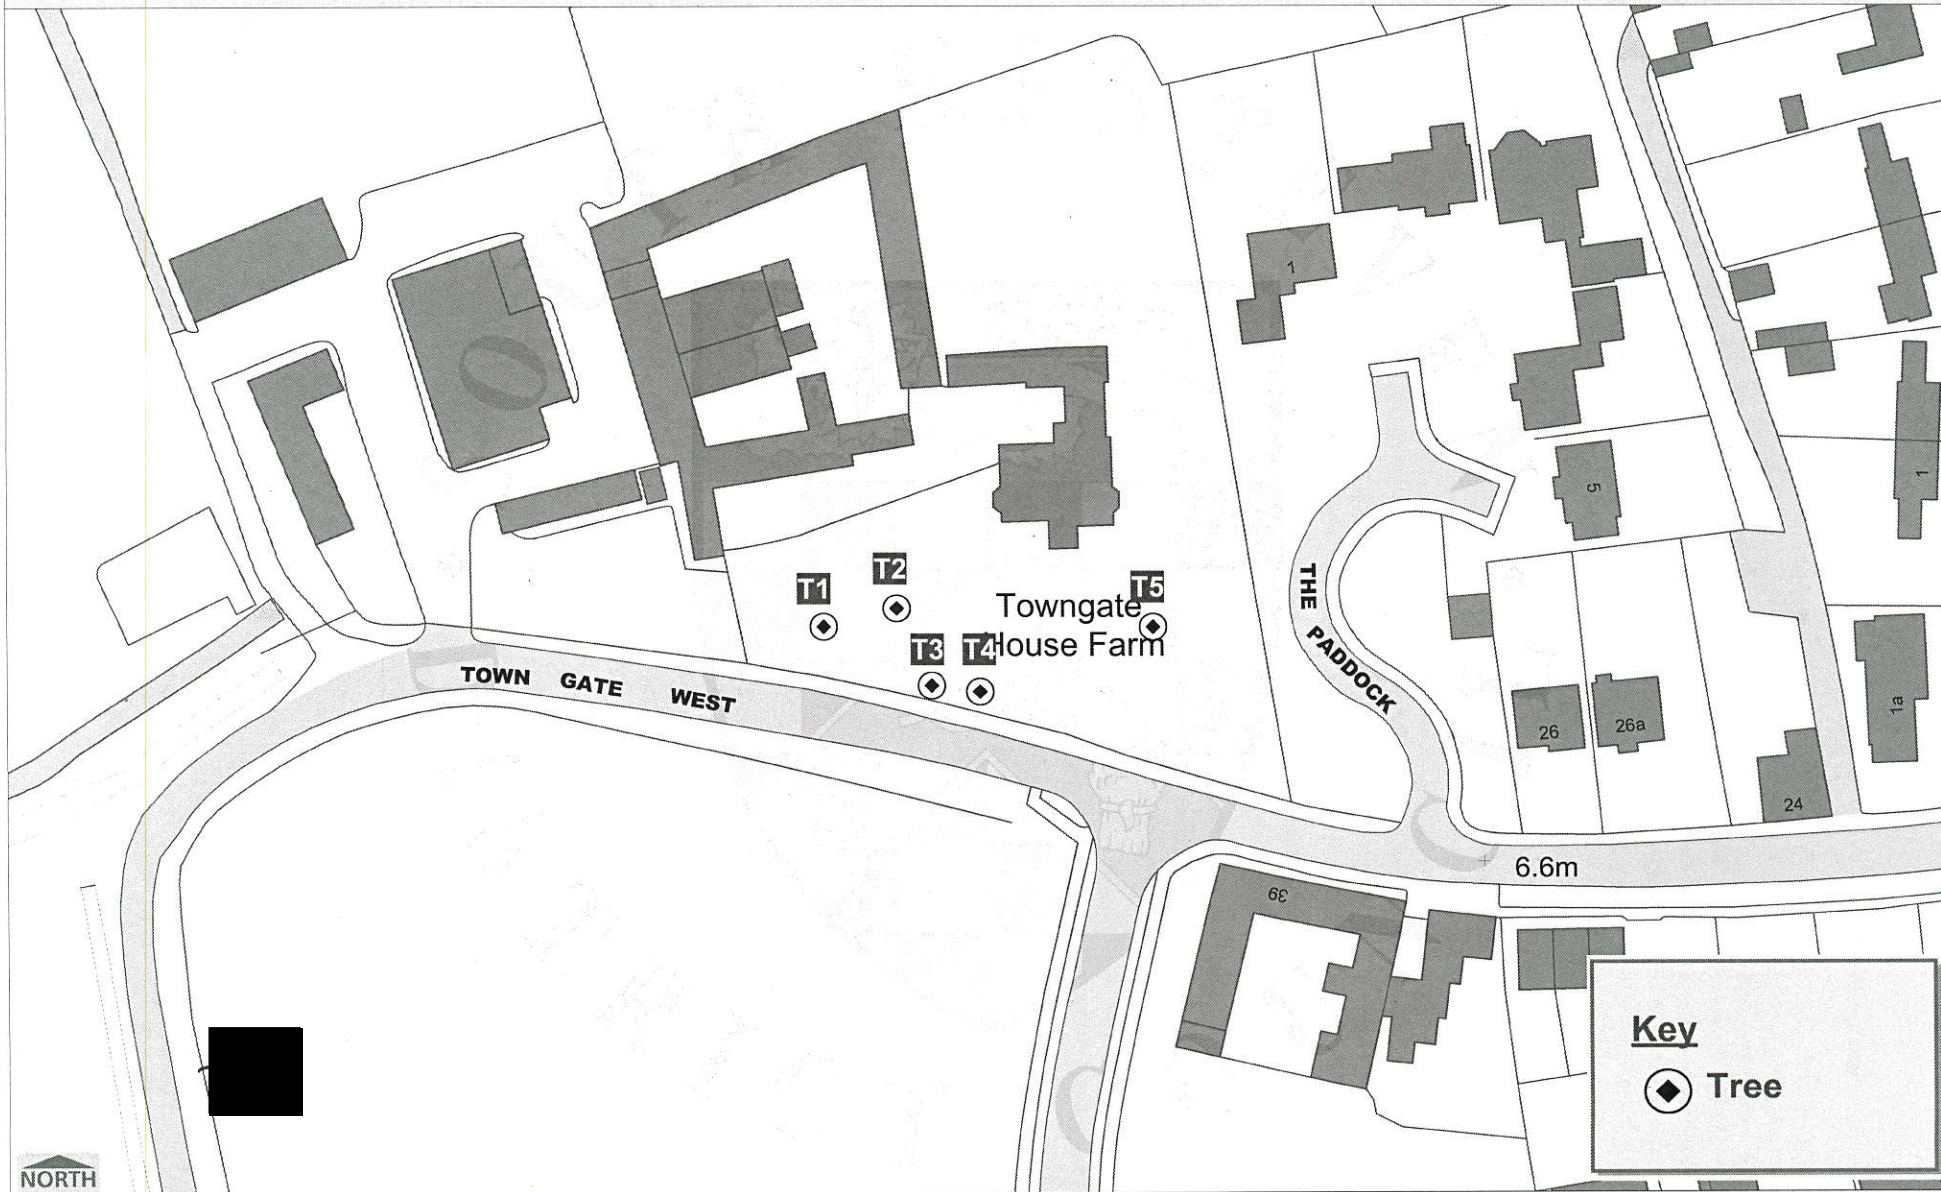 1
5
1
T1
T2
T3
T4
T5
Towngate
House Farm
THE PADDOCK
TOWN GATE WEST
26
26a
1a
24
6.6m
39
Key
Tree
NORTH